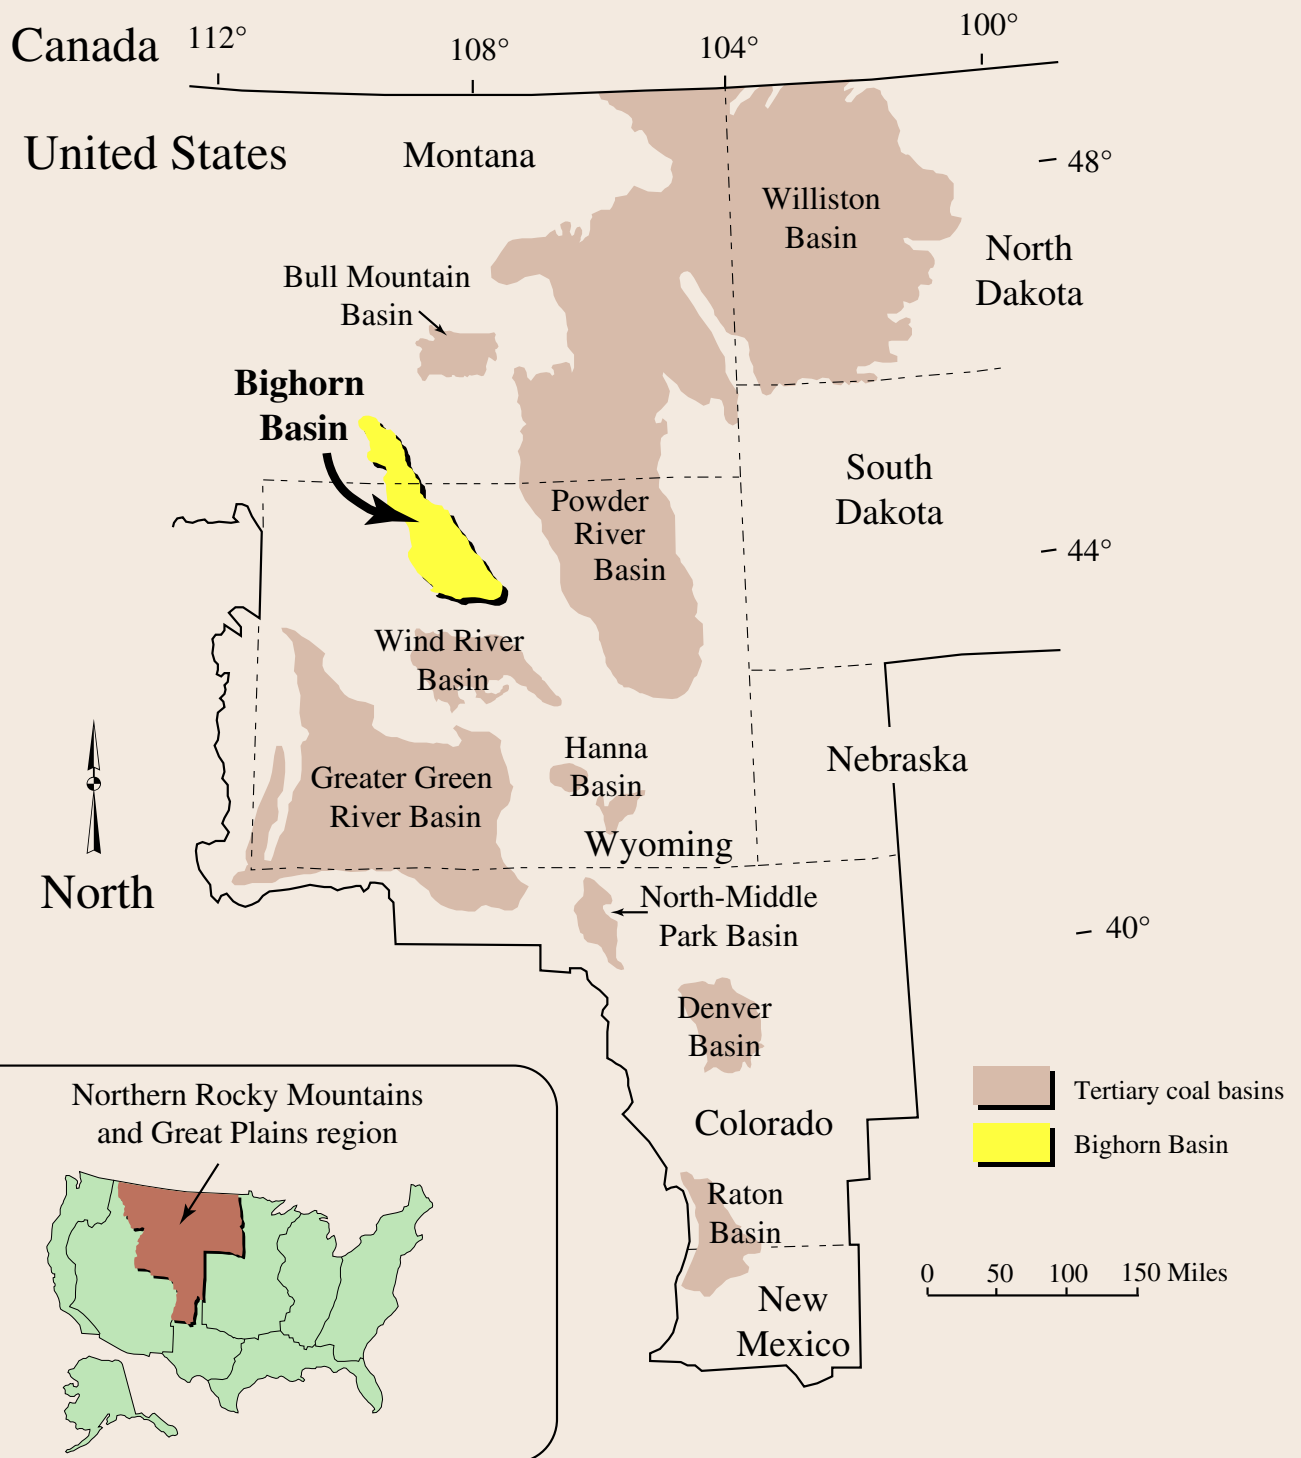 Canada
112°
108°
104°
100°
United States
Montana
48°
Williston
Basin
North
Dakota
Bull Mountain
Basin
Bighorn
Basin
South
Dakota
Powder
River
Basin
44°
Wind River
Basin
Hanna
Basin
Nebraska
Greater Green
River Basin
Wyoming
North
North-Middle
Park Basin
40°
Denver
Basin
Northern Rocky Mountains
and Great Plains region
Tertiary coal basins
Colorado
Bighorn Basin
Raton
Basin
0 50 100 150 Miles
New
Mexico